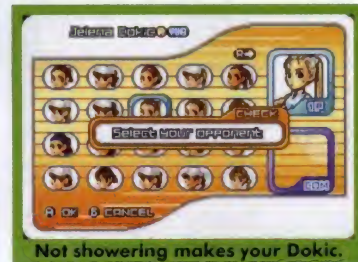 Jelena Dokic
R
CHECK
1P
Select your opponent
COM
A OK B CANCEL
Not showering makes your Dokic.